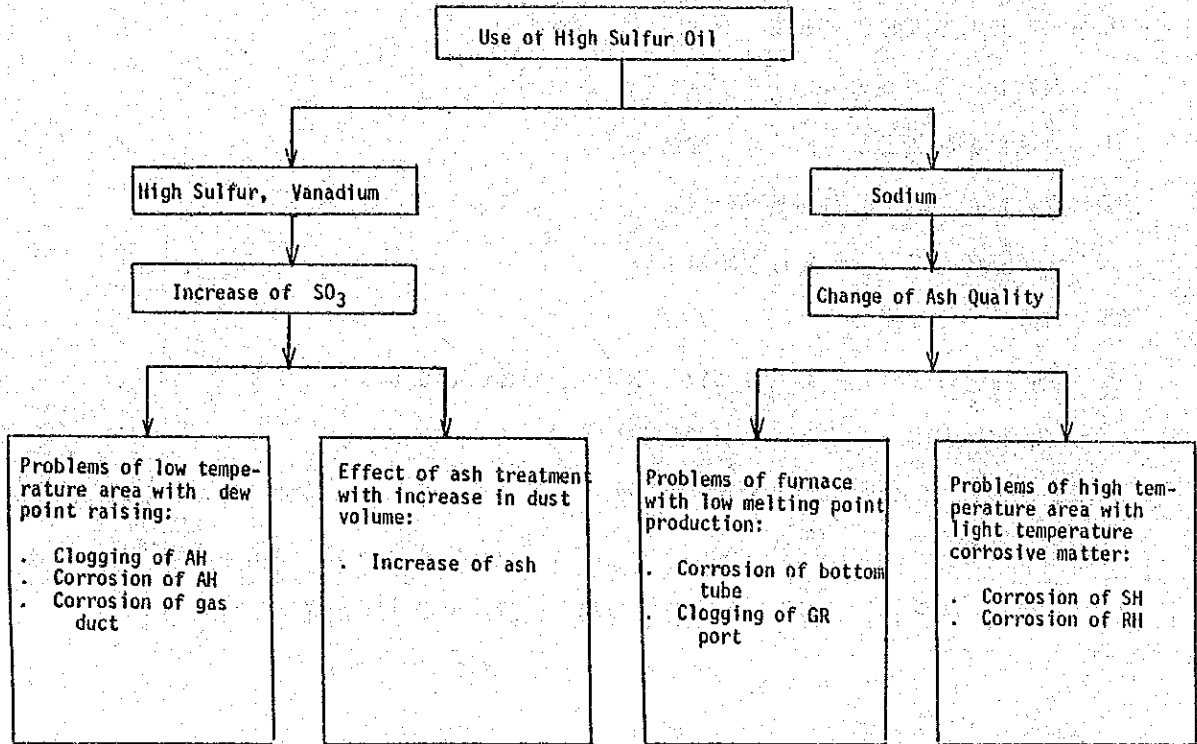 Use of High Sulfur Oil
High Sulfur, Vanadium
Sodium
Increase of SO3
Change of Ash Quality
Problems of low tempe-
rature area with dew
point raising:
. Clogging of AH
. Corrosion of AH
. Corrosion of gas
duct
Effect of ash treatment
with increase in dust
volume:
. Increase of ash
Problems of furnace
with low melting point
production:
. Corrosion of bottom
tube
. Clogging of GR
port
Problems of high tem-
perature area with
light temperature
corrosive matter:
. Corrosion of SH
. Corrosion of RH